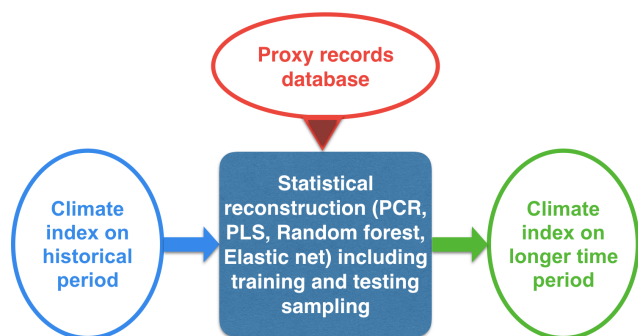 Proxy records
database
Climate
index on
historical
period
Statistical
reconstruction (PCR,
PLS, Random forest,
Elastic net) including
training and testing
sampling
Climate
index on
longer time
period